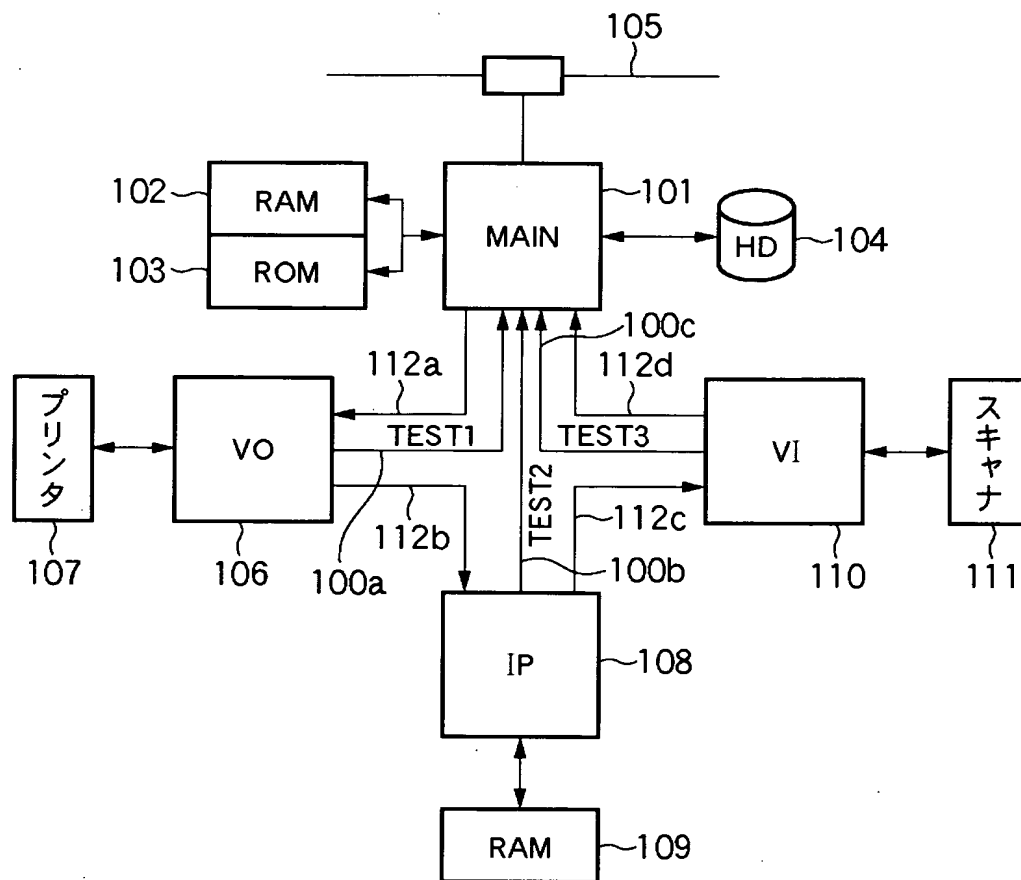 105
102
RAM
101
MAIN
HD
104
103
ROM
100c
112a
112d
プリンタ
VO
TEST1
TEST3
VI
スキャナ
TEST2
112b
112c
107
106
100a
100b
110
111
IP
108
RAM
109